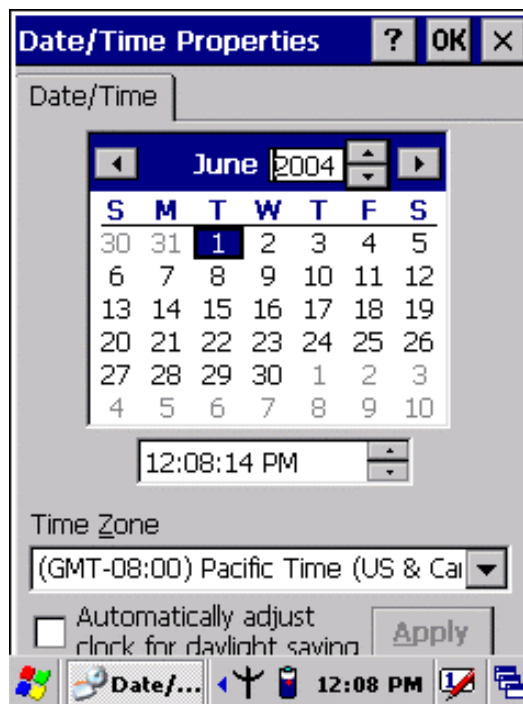 Date/Time Properties ? OK ×
Date/Time
June 2004
S M T W T F S
30 31 1 2 3 4 5
6 7 8 9 10 11 12
13 14 15 16 17 18 19
20 21 22 23 24 25 26
27 28 29 30 1 2 3
4 5 6 7 8 9 10
12:08:14 PM
Time Zone
(GMT-08:00) Pacific Time (US & Cai
Automatically adjust
clock for daylight saving
Apply
Date/... 12:08 PM